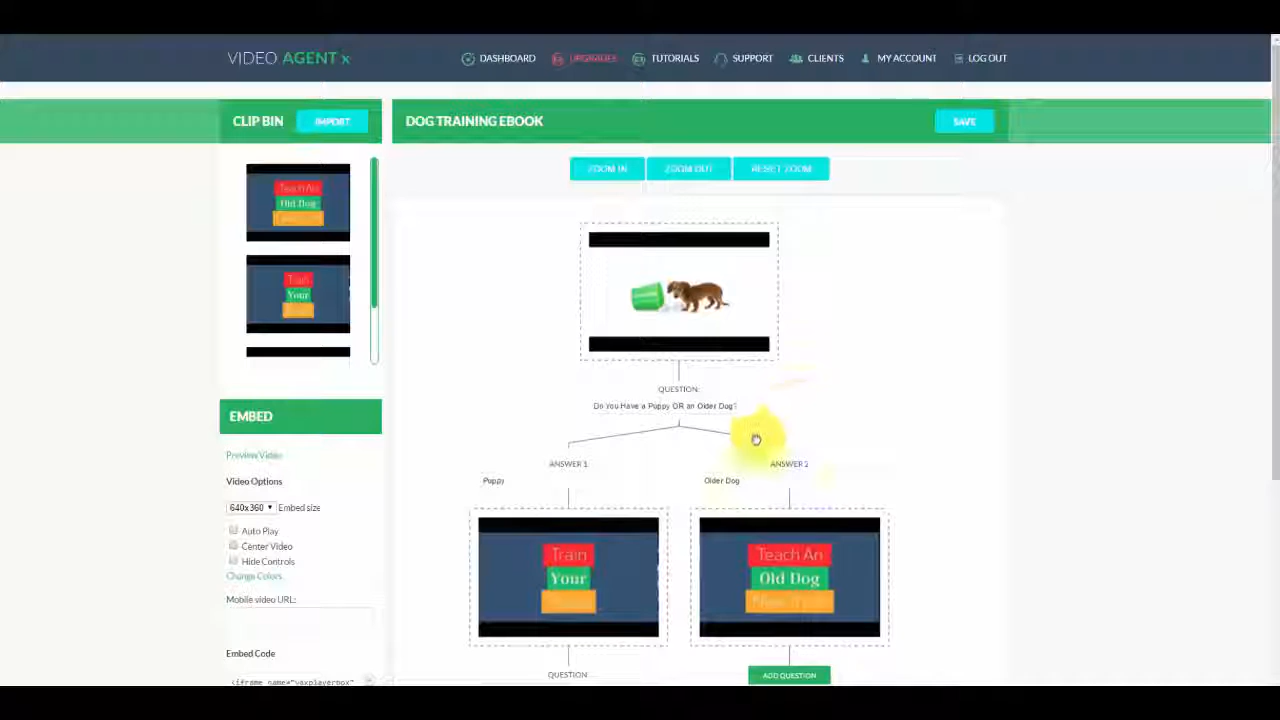 VIDEO AGENT x
DASHBOARD
UPGRADES
TUTORIALS
SUPPORT
CLIENTS
MY ACCOUNT
LOG OUT
CLIP BIN
IMPORT
DOG TRAINING EBOOK
SAVE
ZOOM IN
ZOOM OUT
RESET ZOOM
Teach An
Old Dog
Train
Your
QUESTION:
Do You Have a Puppy OR an Older Dog?
ANSWER 1
ANSWER 2
Puppy
Older Dog
EMBED
Preview Video
Video Options
640x360
Embed size
Auto Play
Center Video
Hide Controls
Change Colors
Mobile video URL:
Embed Code
<iframe name="vaxplayerbox"
Train
Your
Teach An
Old Dog
QUESTION
ADD QUESTION